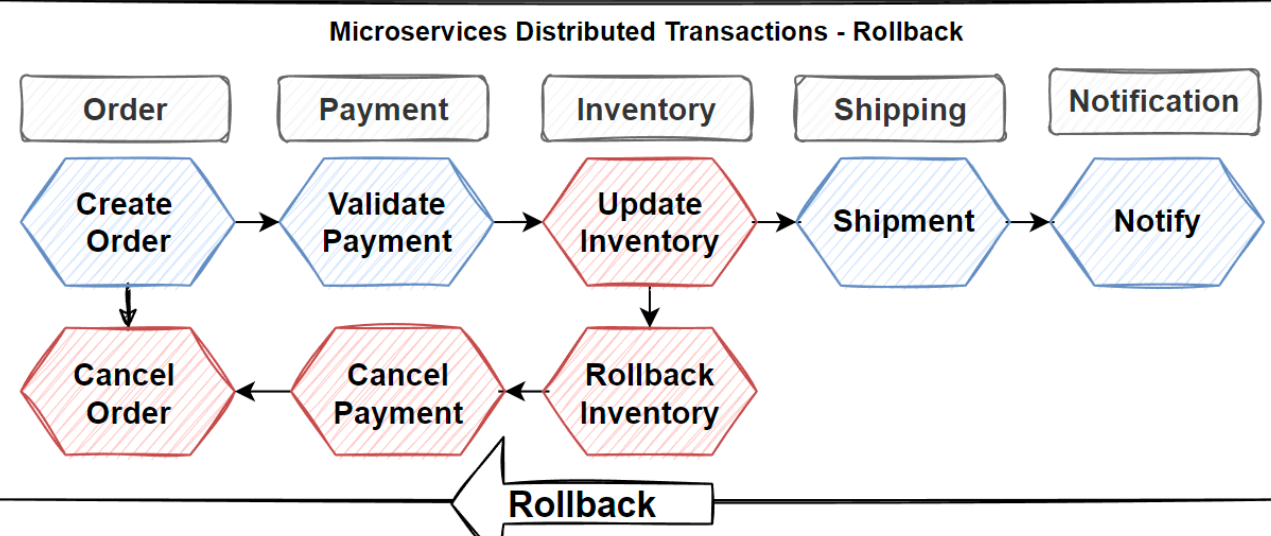 Microservices Distributed Transactions - Rollback
Order
Payment
Inventory
Shipping
Notification
Create
Order
Validate
Payment
Update
Inventory
Shipment
Notify
Cancel
Order
Cancel
Payment
Rollback
Inventory
Rollback